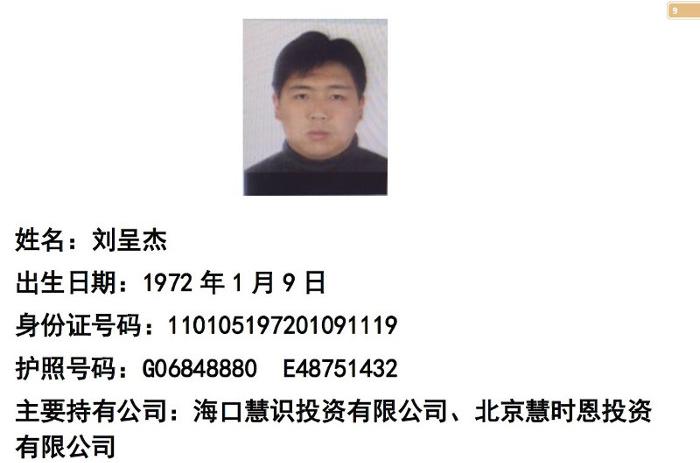 9
姓名：刘呈杰
出生日期：1972 年 1 月 9 日
身份证号码：110105197201091119
护照号码：G06848880 E48751432
主要持有公司：海口慧识投资有限公司、北京慧时恩投资
有限公司